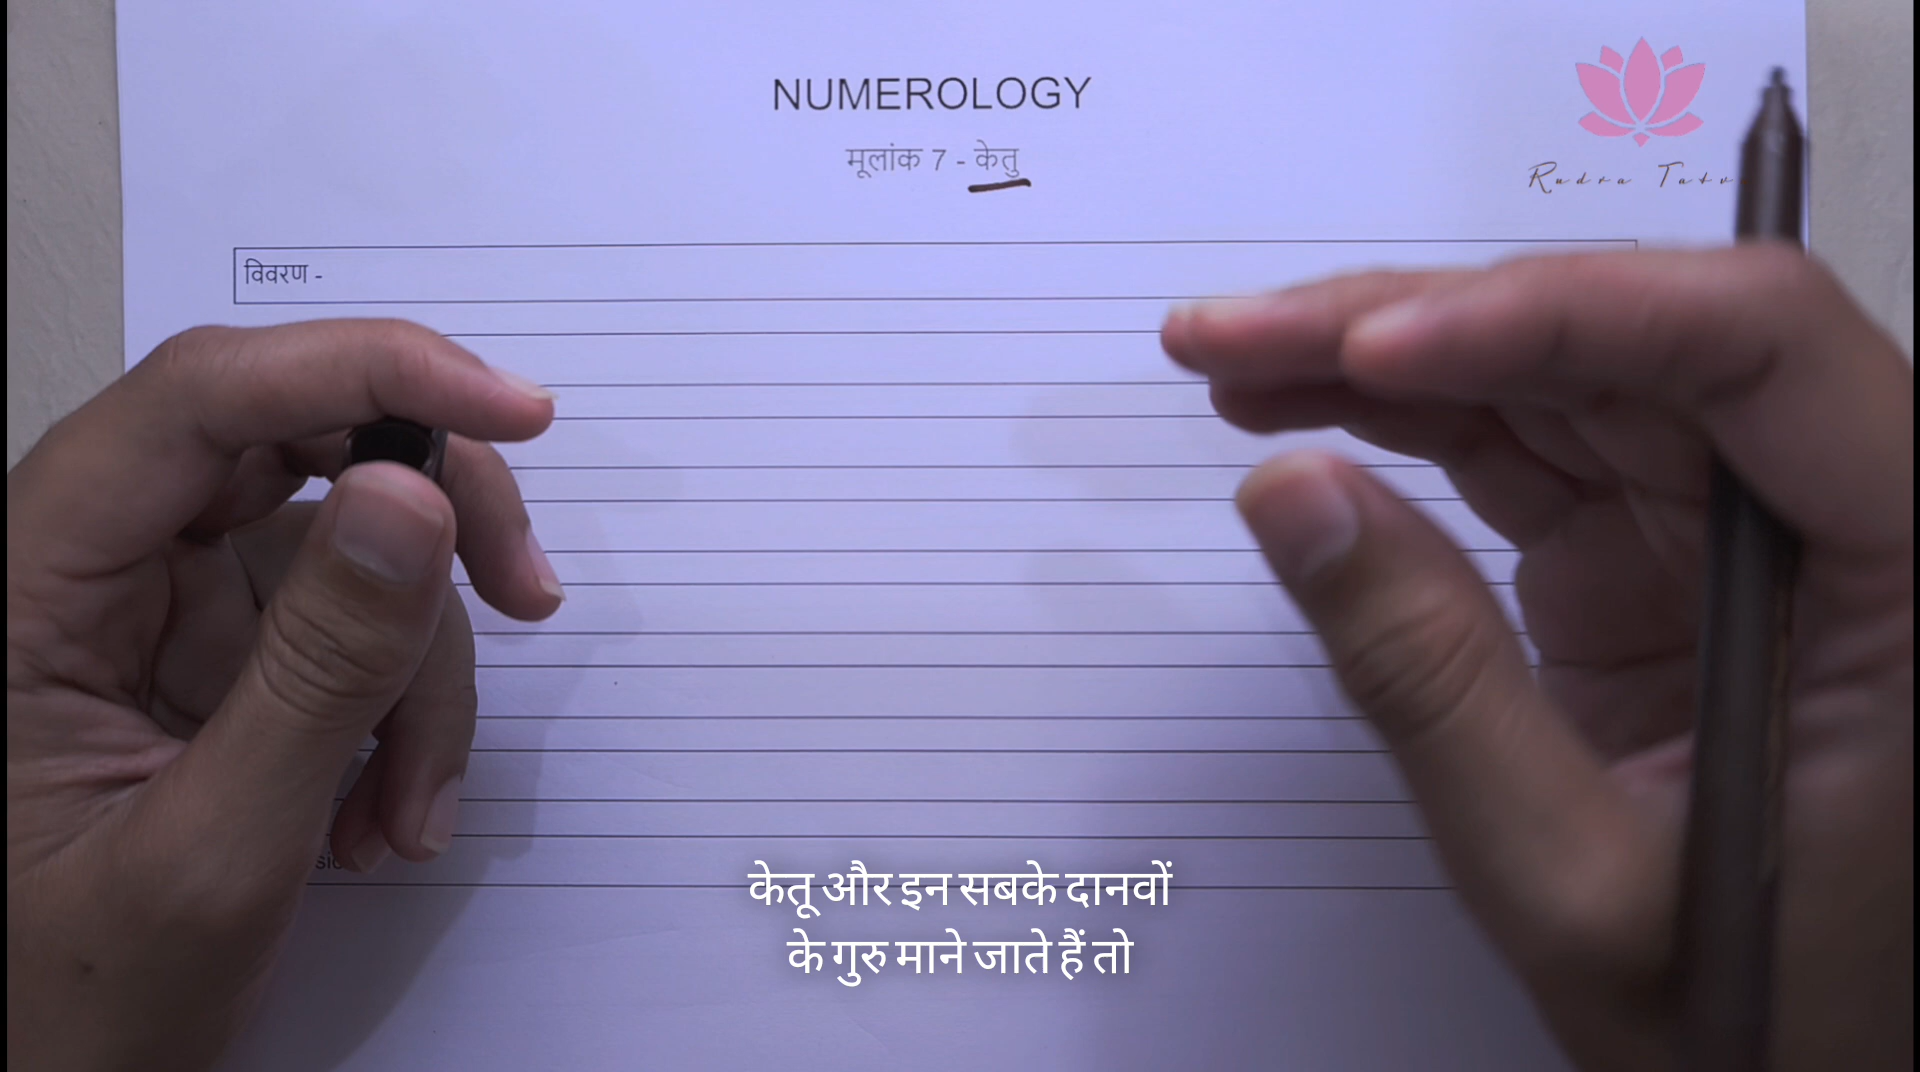 NUMEROLOGY
मूलांक 7 - केतु
Rudra Tatv
विवरण -
केतू और इन सबके दानवों
के गुरु माने जाते हैं तो